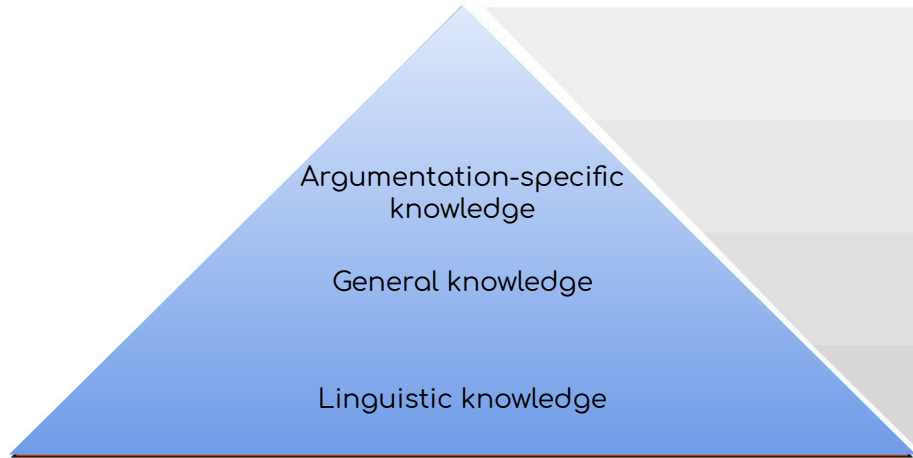 Argumentation-specific
knowledge
General knowledge
Linguistic knowledge